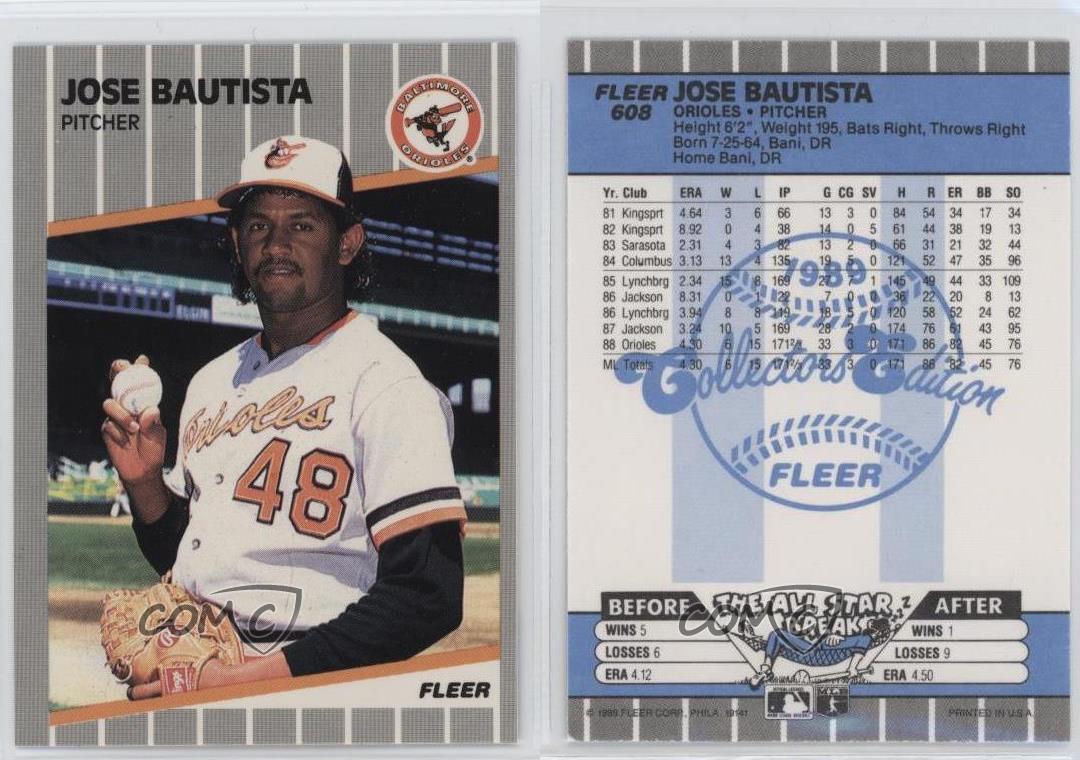 JOSE BAUTISTA
PITCHER
BALTIMORE
ORIOLES
Orioles
48
FLEER
COMC
FLEER JOSE BAUTISTA
608 ORIOLES • PITCHER
Height 6'2", Weight 195, Bats Right, Throws Right
Born 7-25-64, Bani, DR
Home Bani, DR
Yr. Club ERA W L IP G CG SV H R ER BB SO
81 Kingsprt 4.64 3 6 66 13 3 0 84 54 34 17 34
82 Kingsprt 8.92 0 4 38 14 0 5 61 44 38 19 13
83 Sarasota 2.31 4 3 82 13 2 0 66 31 21 32 44
84 Columbus 3.13 13 4 135 19 5 0 121 52 47 35 96
85 Lynchbrg 2.34 15 8 169 27 7 1 145 49 44 33 109
86 Jackson 8.31 0 1 22 7 0 0 36 22 20 8 13
86 Lynchbrg 3.94 8 8 119 18 5 0 120 58 52 24 62
87 Jackson 3.24 10 5 169 28 2 0 174 76 61 43 95
88 Orioles 4.30 6 15 171⅔ 33 3 0 171 86 82 45 76
ML Totals 4.30 6 15 171⅔ 33 3 0 171 86 82 45 76
1989
Collectors Edition
FLEER
BEFORE THE ALL STAR BREAK AFTER
WINS 5 WINS 1
LOSSES 6 LOSSES 9
ERA 4.12 ERA 4.50
COMC
© 1989 FLEER CORP., PHILA. 19141 PRINTED IN U.S.A.